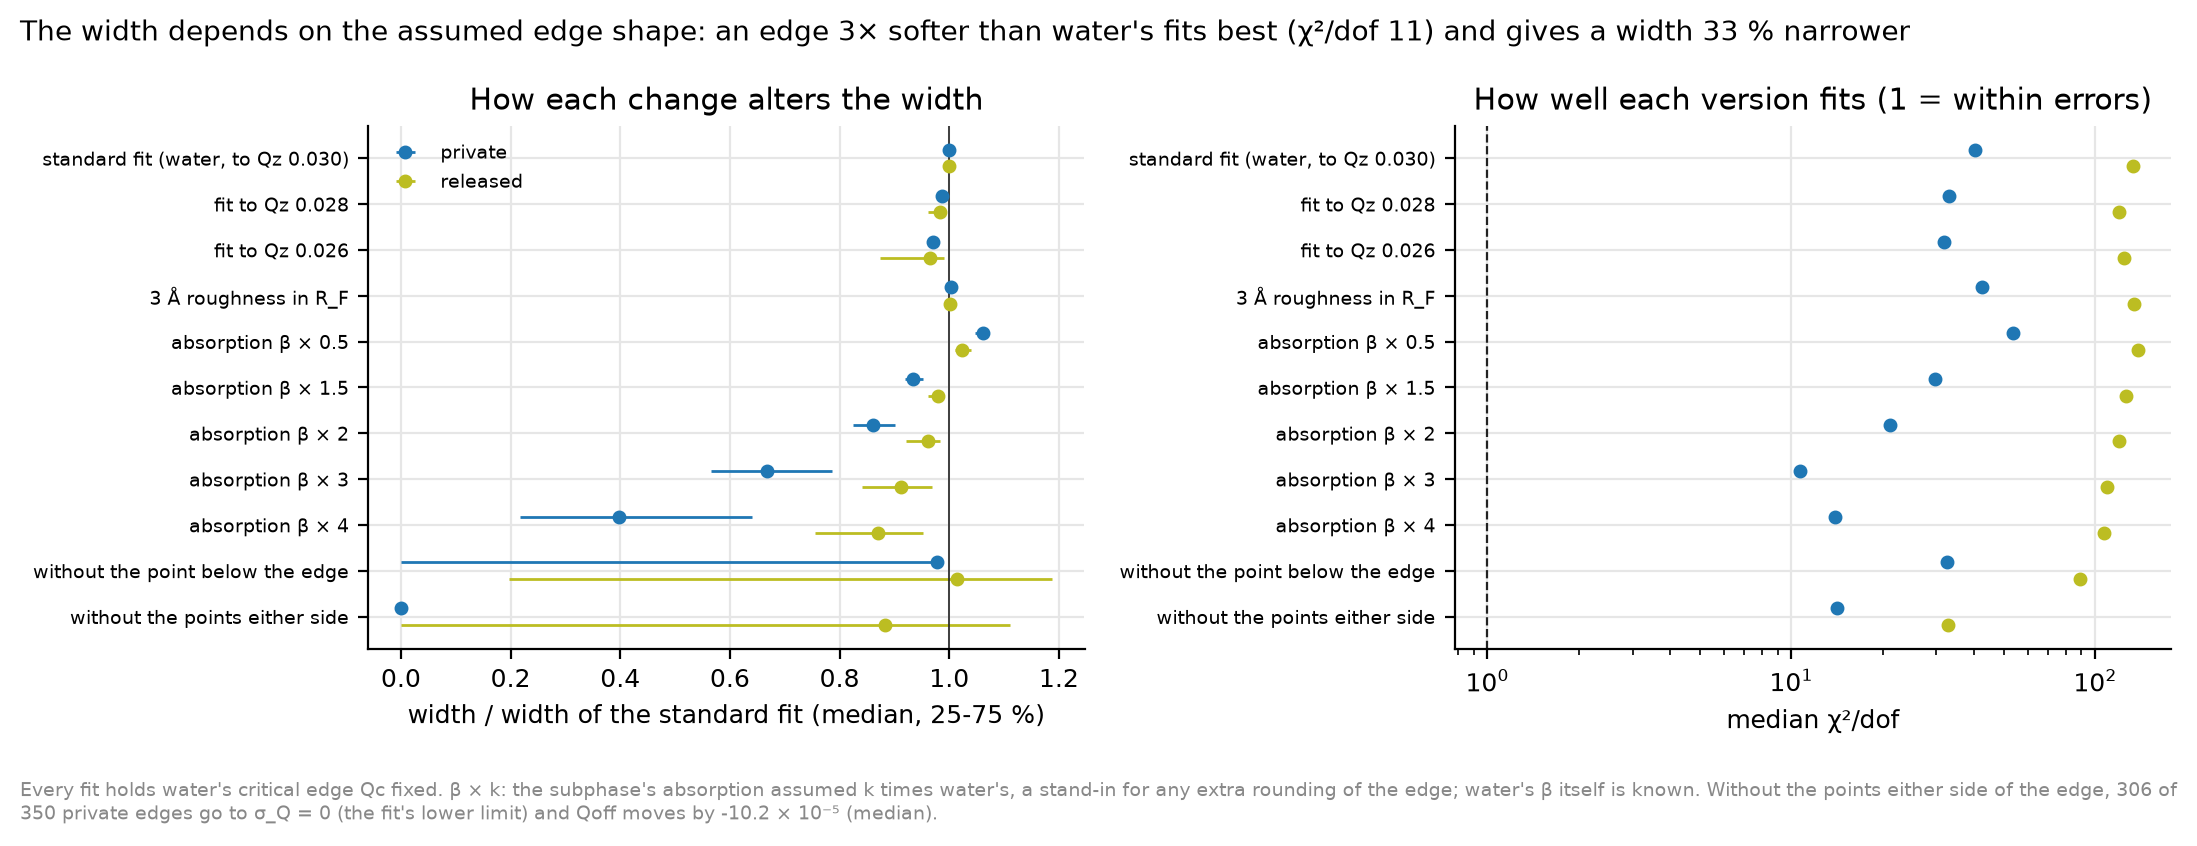 The width depends on the assumed edge shape: an edge 3× softer than water's fits best (χ²/dof 11) and gives a width 33 % narrower
How each change alters the width
private
released
standard fit (water, to Qz 0.030)
fit to Qz 0.028
fit to Qz 0.026
3 Å roughness in R_F
absorption β × 0.5
absorption β × 1.5
absorption β × 2
absorption β × 3
absorption β × 4
without the point below the edge
without the points either side
0.0 0.2 0.4 0.6 0.8 1.0 1.2
width / width of the standard fit (median, 25-75 %)
How well each version fits (1 = within errors)
standard fit (water, to Qz 0.030)
fit to Qz 0.028
fit to Qz 0.026
3 Å roughness in R_F
absorption β × 0.5
absorption β × 1.5
absorption β × 2
absorption β × 3
absorption β × 4
without the point below the edge
without the points either side
10⁰ 10¹ 10²
median χ²/dof
Every fit holds water's critical edge Qc fixed. β × k: the subphase's absorption assumed k times water's, a stand-in for any extra rounding of the edge; water's β itself is known. Without the points either side of the edge, 306 of
350 private edges go to σ_Q = 0 (the fit's lower limit) and Qoff moves by -10.2 × 10⁻⁵ (median).